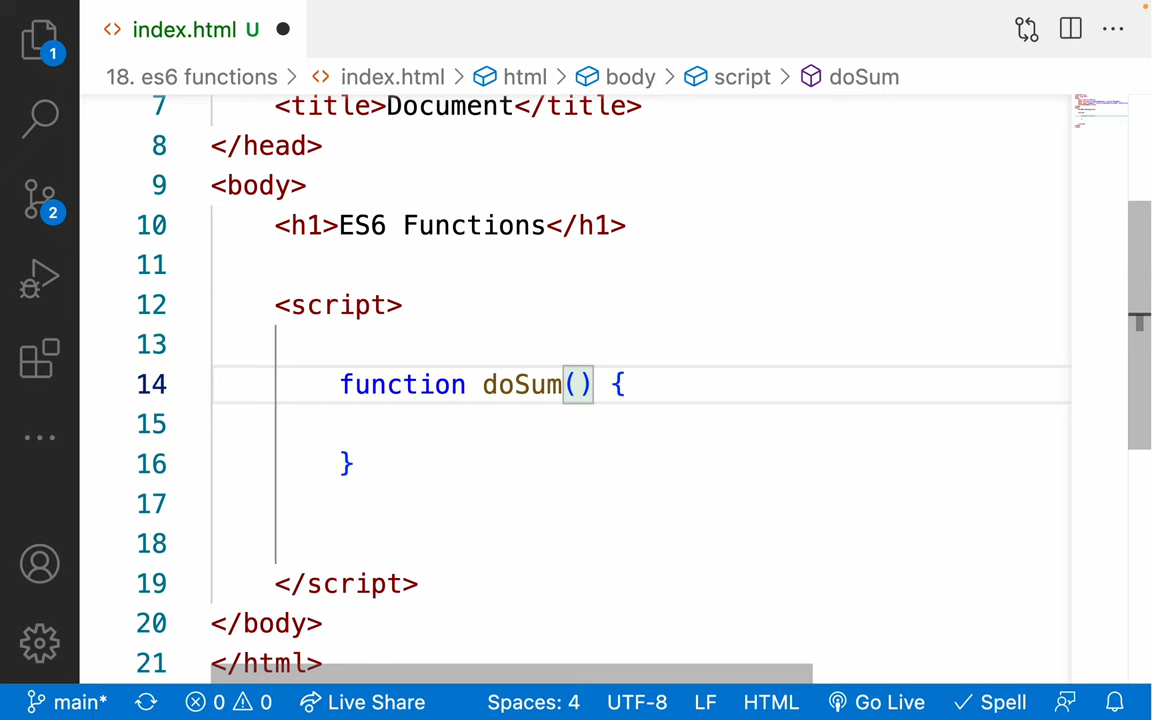 index.html U
18. es6 functions > index.html > html > body > script > doSum
7 <title>Document</title>
8 </head>
9 <body>
10 <h1>ES6 Functions</h1>
11
12 <script>
13
14 function doSum() {
15
16 }
17
18
19 </script>
20 </body>
21 </html>
1
2
main* 0 0 Live Share Spaces: 4 UTF-8 LF HTML Go Live Spell